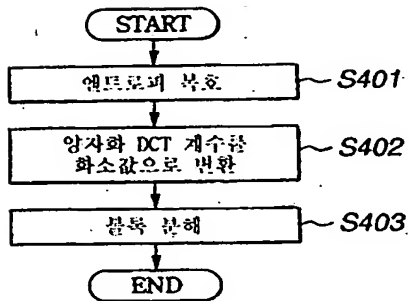 START
엔트로피 복호
S401
양자화 DCT 계수를
화소값으로 변환
S402
블록 분해
S403
END